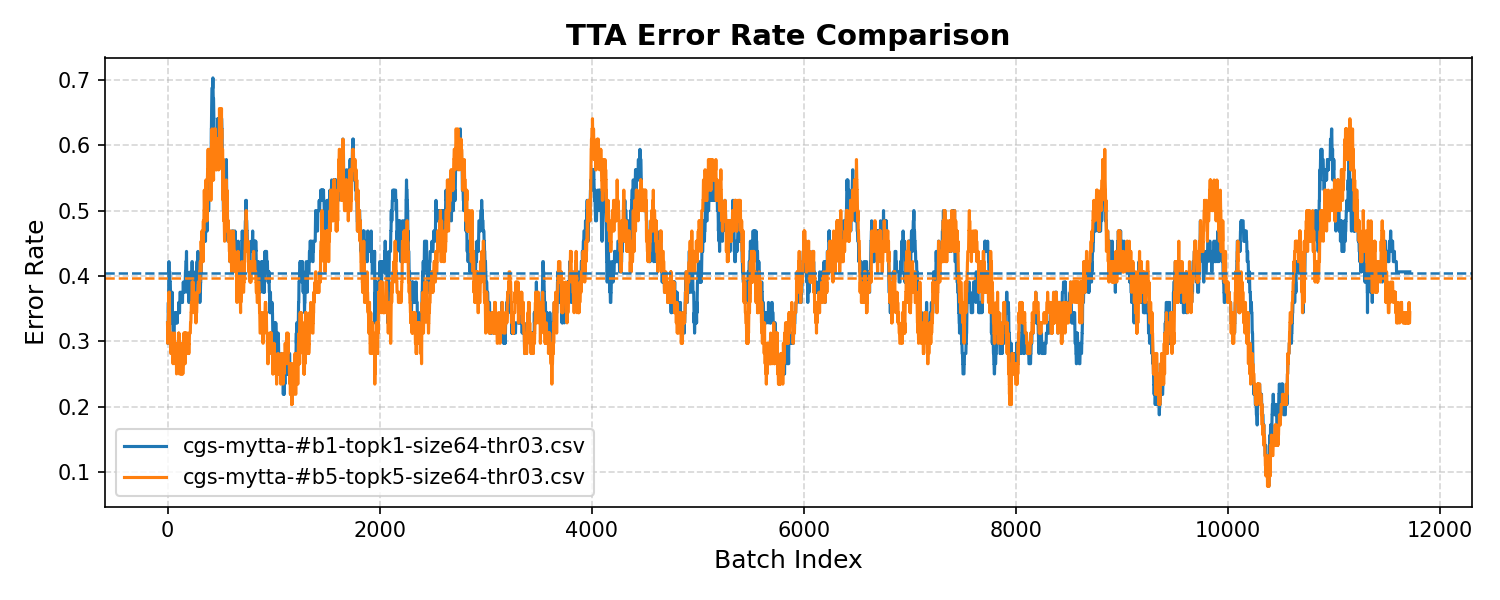 TTA Error Rate Comparison
0.7
0.6
0.5
0.4
0.3
0.2
0.1
Error Rate
cgs-mytta-#b1-topk1-size64-thr03.csv
cgs-mytta-#b5-topk5-size64-thr03.csv
0 2000 4000 6000 8000 10000 12000
Batch Index